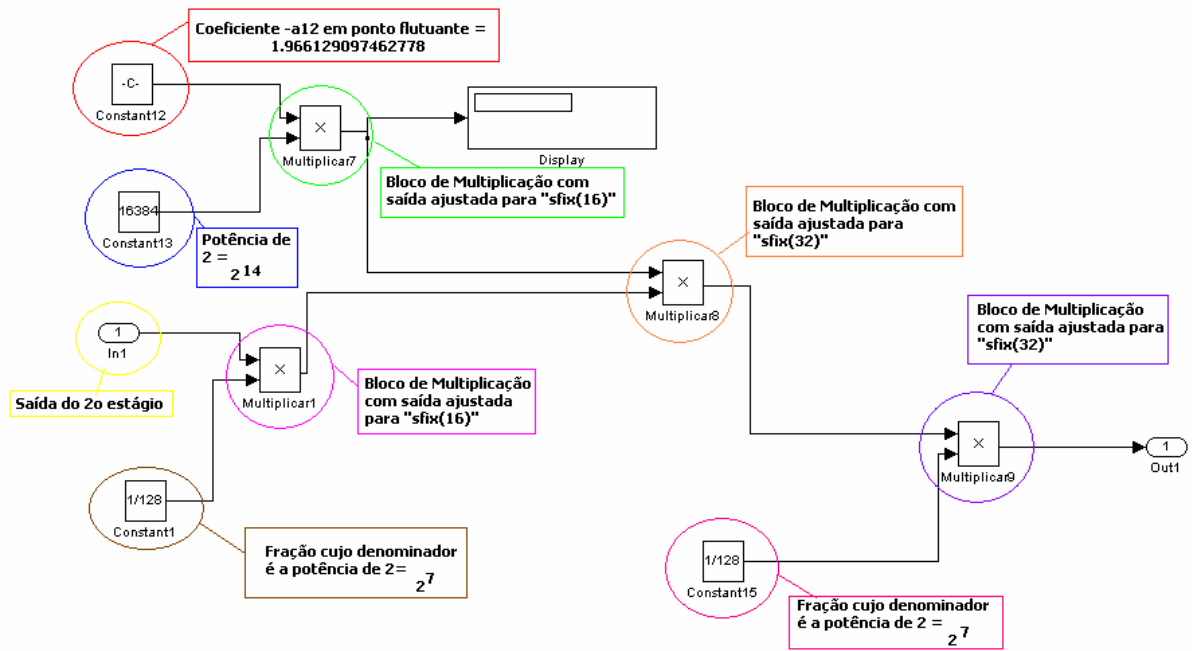 Coeficiente -a12 em ponto flutuante =
1.966129097462778
-C-
Constant12
×
Multiplicar7
Display
Bloco de Multiplicação com
saída ajustada para "sfix(16)"
16384
Constant13
Potência de
2 =
2 14
Bloco de Multiplicação com
saída ajustada para
"sfix(32)"
×
Multiplicar8
1
In1
Saída do 2o estágio
×
Multiplicar1
Bloco de Multiplicação
com saída ajustada
para "sfix(16)"
Bloco de Multiplicação
com saída ajustada para
"sfix(32)"
×
Multiplicar9
1
Out1
1/128
Constant1
Fração cujo denominador
é a potência de 2=
2 7
1/128
Constant15
Fração cujo denominador
é a potência de 2 =
2 7